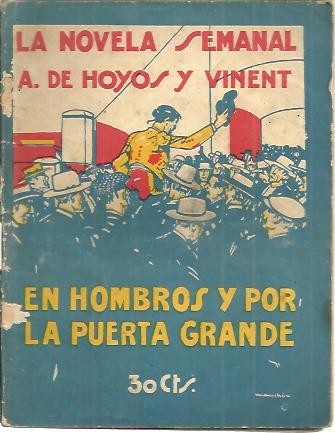 LA NOVELA SEMANAL
A. DE HOYOS Y VINENT
EN HOMBROS Y POR
LA PUERTA GRANDE
30 Cts.